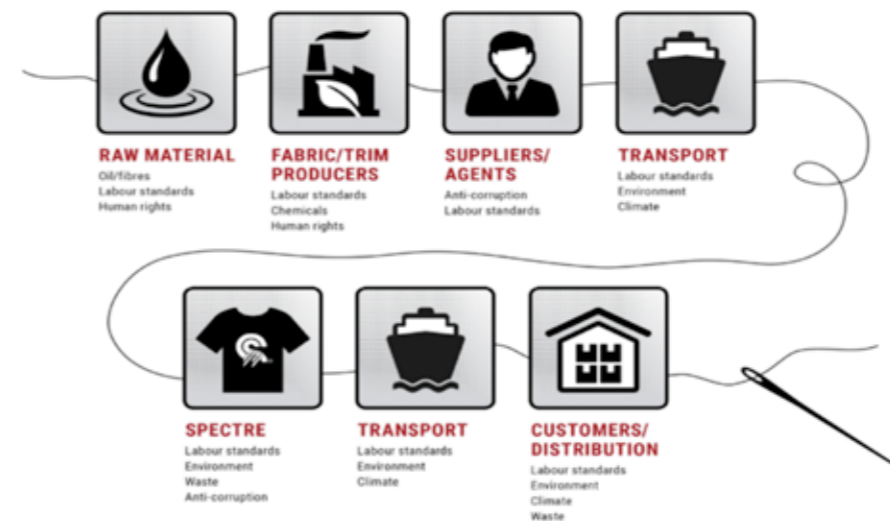 RAW MATERIAL
Oil/fibres
Labour standards
Human rights
FABRIC/TRIM
PRODUCERS
Labour standards
Chemicals
Human rights
SUPPLIERS/
AGENTS
Anti-corruption
Labour standards
TRANSPORT
Labour standards
Environment
Climate
SPECTRE
Labour standards
Environment
Waste
Anti-corruption
TRANSPORT
Labour standards
Environment
Climate
CUSTOMERS/
DISTRIBUTION
Labour standards
Environment
Climate
Waste